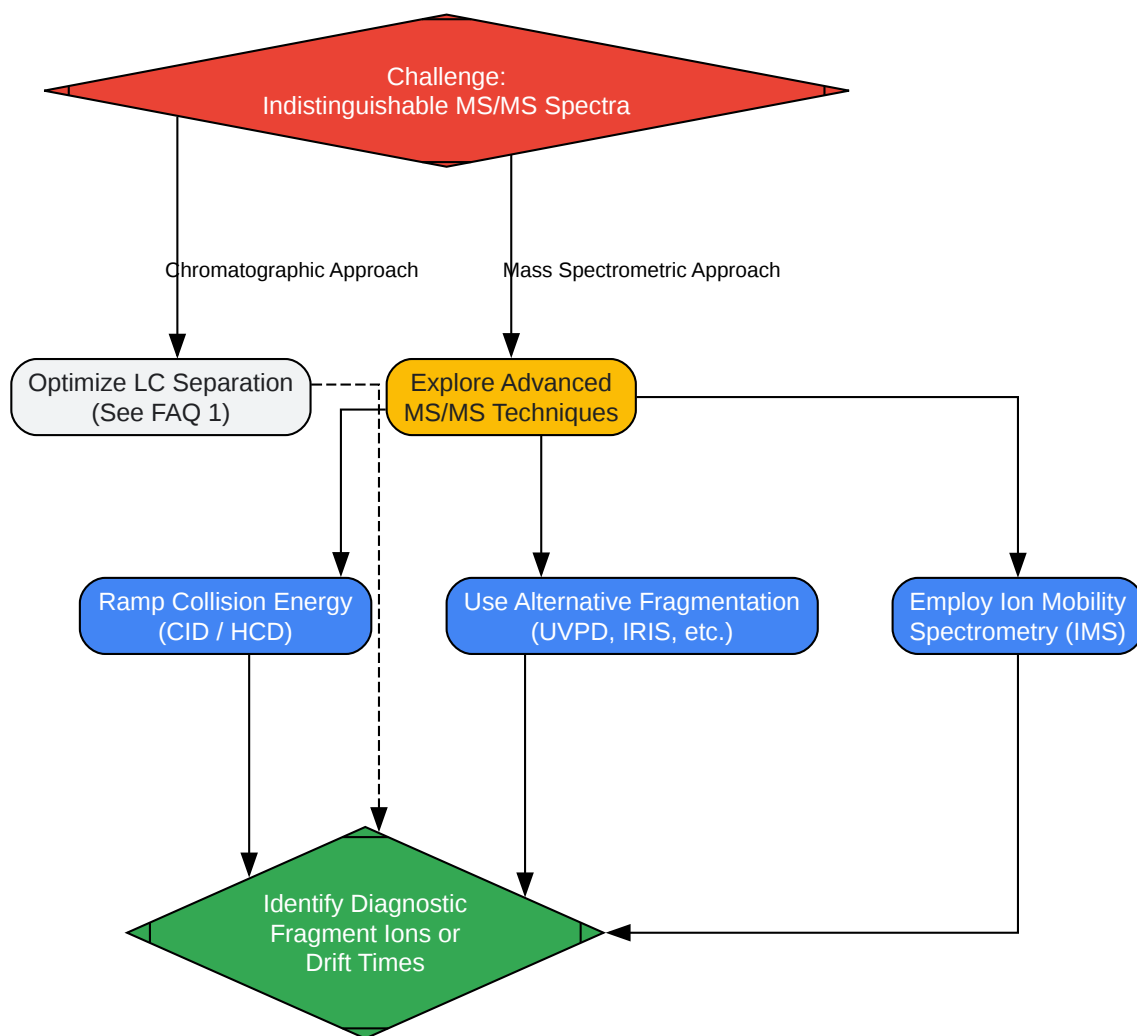 Challenge:
Indistinguishable MS/MS Spectra
Chromatographic Approach
Mass Spectrometric Approach
Optimize LC Separation
(See FAQ 1)
Explore Advanced
MS/MS Techniques
Ramp Collision Energy
(CID / HCD)
Use Alternative Fragmentation
(UVPD, IRIS, etc.)
Employ Ion Mobility
Spectrometry (IMS)
Identify Diagnostic
Fragment Ions or
Drift Times